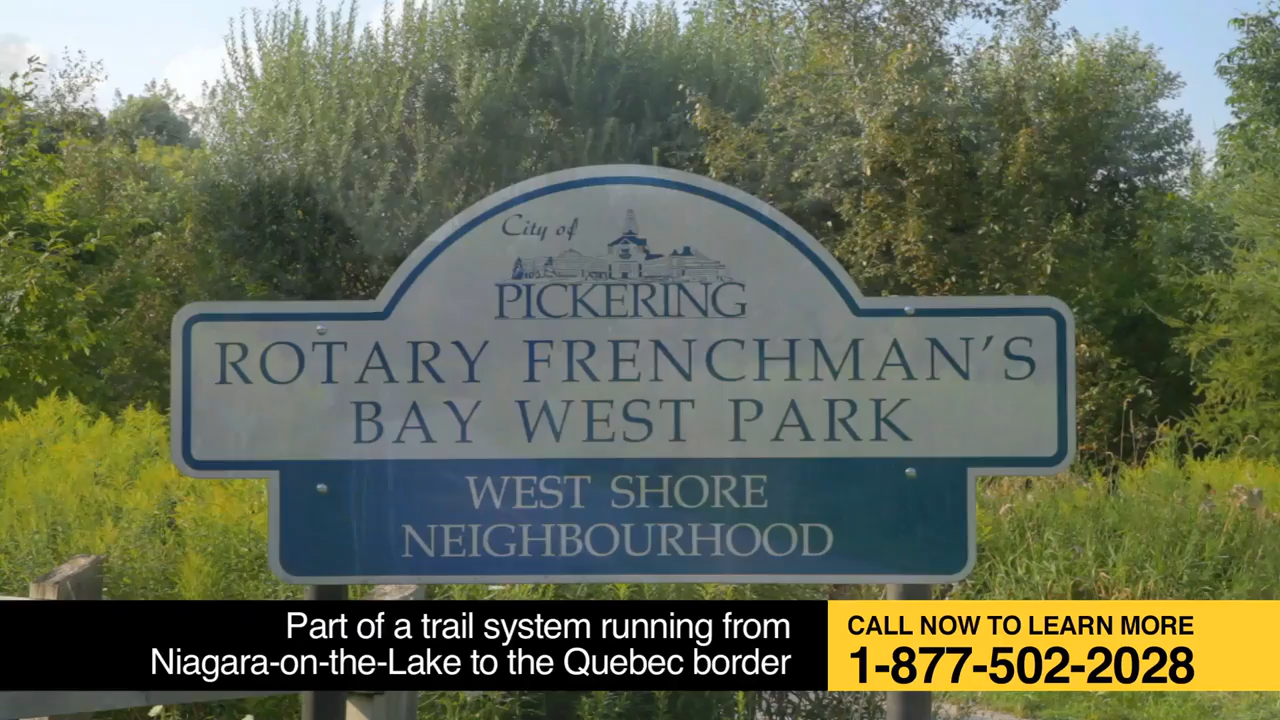 City of
PICKERING
ROTARY FRENCHMAN'S
BAY WEST PARK
WEST SHORE
NEIGHBOURHOOD
Part of a trail system running from
Niagara-on-the-Lake to the Quebec border
CALL NOW TO LEARN MORE
1-877-502-2028